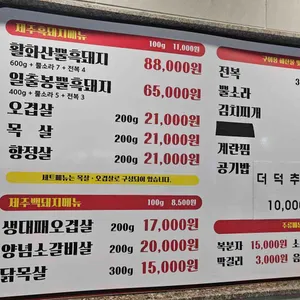 제주흑돼지메뉴 100g 11,000원
활화산뿔흑돼지 88,000원
600g + 뿔소라 7 + 전복 4
일출봉뿔흑돼지 65,000원
400g + 뿔소라 5 + 전복 3
오겹살 200g 21,000원
목 살 200g 21,000원
항정살 200g 21,000원
세트메뉴는 목살 · 오겹살로 구성되어 있습니다.
제주백돼지메뉴 100g 8,500원
생대패오겹살 200g 17,000원
양념소갈비살 200g 20,000원
닭목살 300g 15,000원
전복
뿔소라
김치찌개
계란찜
공기밥
더 덕 추
10,000
주류메뉴
복분자 15,000원 소
막걸리 3,000원 음